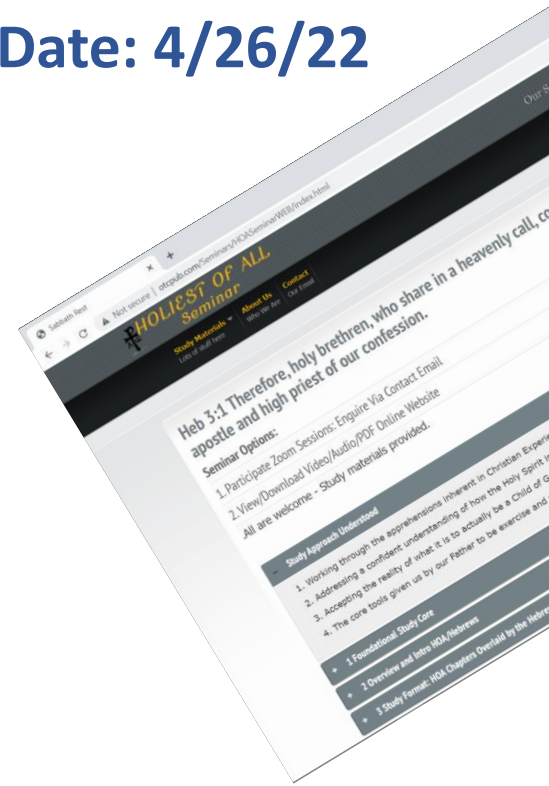 Date: 4/26/22
Our S
Sabbath Rest
Not secure | otcpub.com/Seminars/HOASeminarWEB/index.html
HOLIEST OF ALL
Seminar
Study Materials
Lots of stuff here
About Us
Who We Are
Contact
Our Email
Heb 3:1 Therefore, holy brethren, who share in a heavenly call, co
apostle and high priest of our confession.
Seminar Options:
1. Participate Zoom Sessions: Enquire Via Contact Email
2. View/Download Video/Audio/PDF Online Website
All are welcome - Study materials provided.
- Study Approach Understood
1. Working through the apprehensions inherent in Christian Experie
2. Addressing a confident understanding of how the Holy Spirit i
3. Accepting the reality of what it is to actually be a Child of G
4. The core tools given us by our Father to be exercise and
+ 1 Foundational Study Core
+ 2 Overview and Intro HOA/Hebrews
+ 3 Study Format: HOA Chapters Overlaid by the Hebre